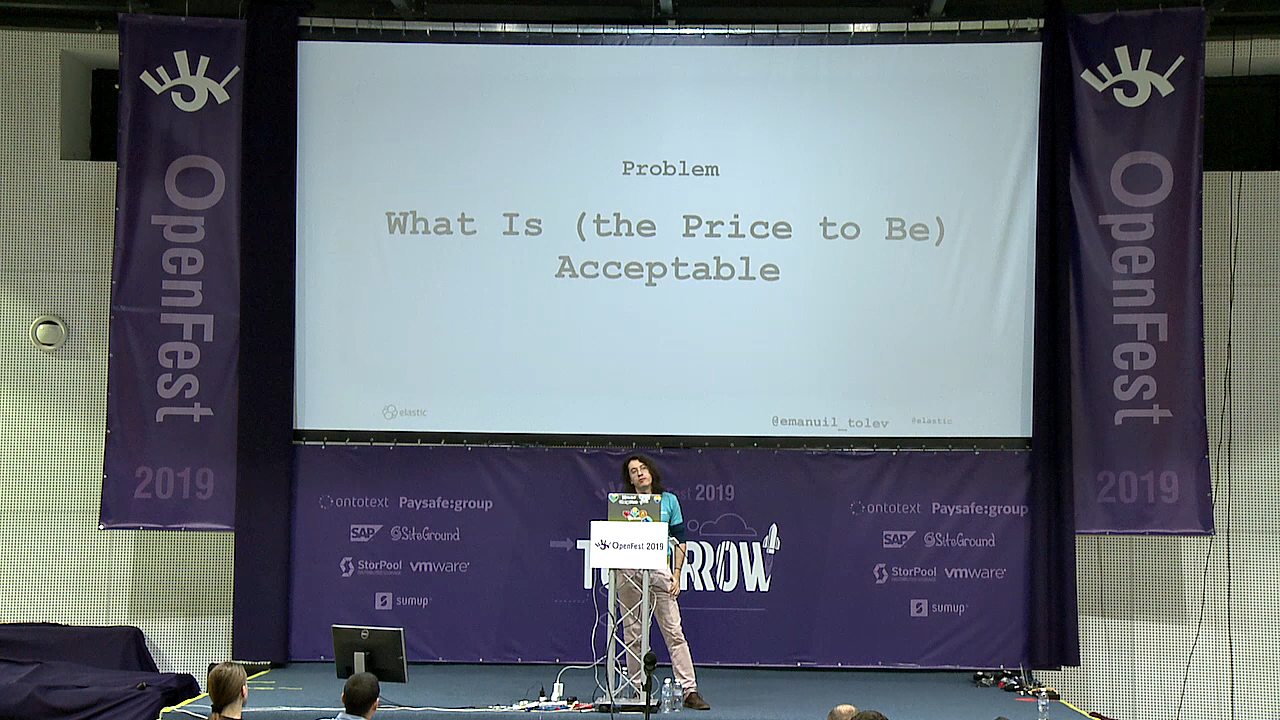 OpenFest
2019
Problem
What Is (the Price to Be)
Acceptable
elastic
@emanuil_tolev
@elastic
OpenFest
2019
ontotext Paysafe:group
SAP SiteGround
StorPool vmware
sumup
2019
OpenFest 2019
ontotext Paysafe:group
SAP SiteGround
StorPool vmware
sumup